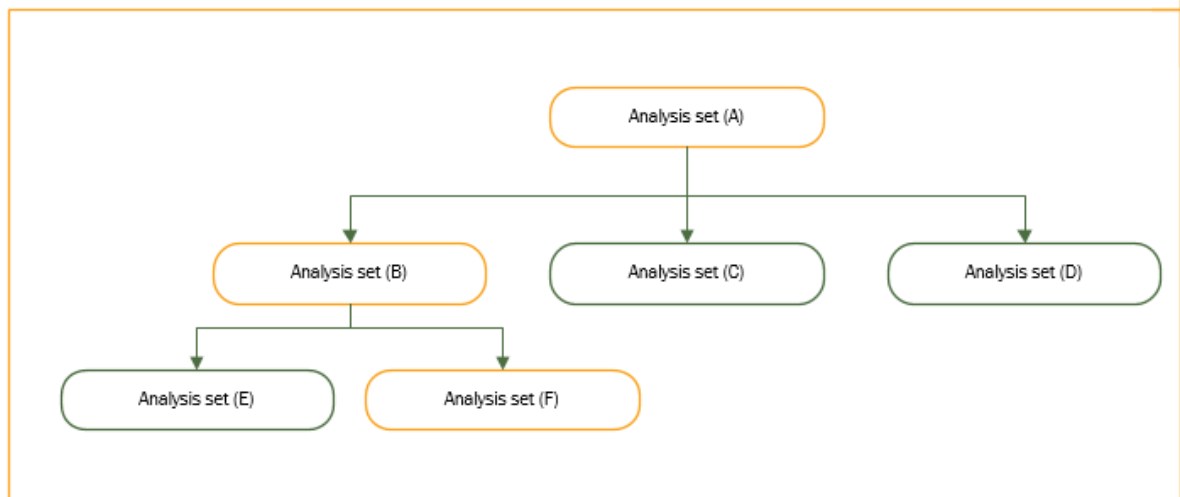 Analysis set (A)
Analysis set (B)
Analysis set (C)
Analysis set (D)
Analysis set (E)
Analysis set (F)